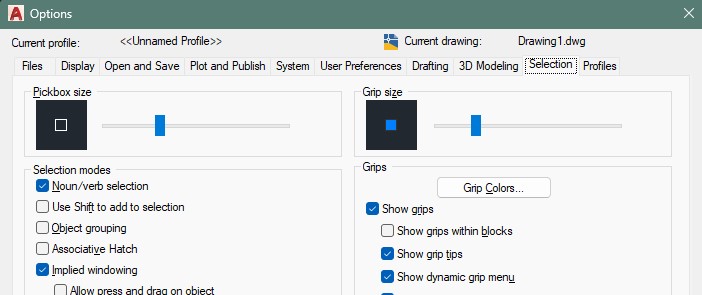 A Options
Current profile: <<Unnamed Profile>> Current drawing: Drawing1.dwg
Files Display Open and Save Plot and Publish System User Preferences Drafting 3D Modeling Selection Profiles
Pickbox size
Grip size
Selection modes
Noun/verb selection
Use Shift to add to selection
Object grouping
Associative Hatch
Implied windowing
Allow press and drag on object
Grips
Grip Colors...
Show grips
Show grips within blocks
Show grip tips
Show dynamic grip menu